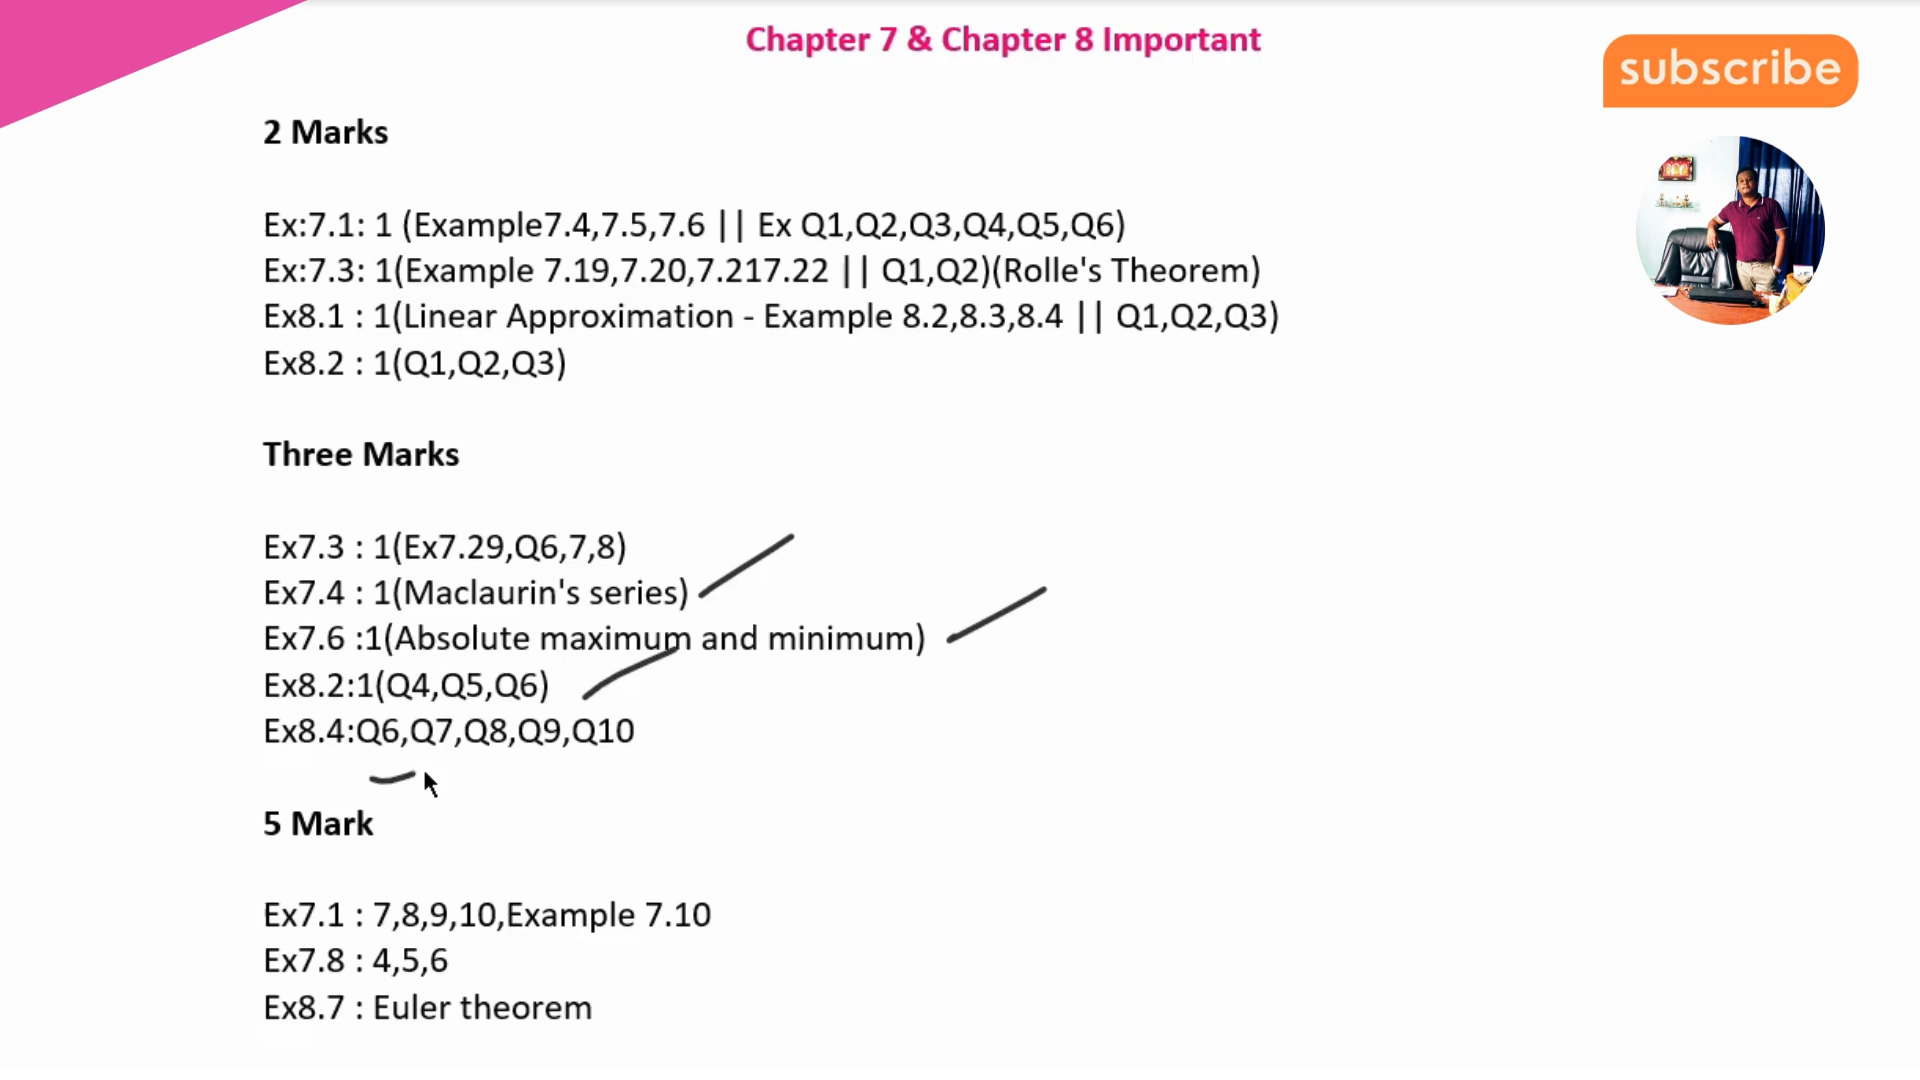 Chapter 7 & Chapter 8 Important
subscribe
2 Marks
Ex:7.1: 1 (Example7.4,7.5,7.6 || Ex Q1,Q2,Q3,Q4,Q5,Q6)
Ex:7.3: 1(Example 7.19,7.20,7.217.22 || Q1,Q2)(Rolle's Theorem)
Ex8.1 : 1(Linear Approximation - Example 8.2,8.3,8.4 || Q1,Q2,Q3)
Ex8.2 : 1(Q1,Q2,Q3)
Three Marks
Ex7.3 : 1(Ex7.29,Q6,7,8)
Ex7.4 : 1(Maclaurin's series)
Ex7.6 :1(Absolute maximum and minimum)
Ex8.2:1(Q4,Q5,Q6)
Ex8.4:Q6,Q7,Q8,Q9,Q10
5 Mark
Ex7.1 : 7,8,9,10,Example 7.10
Ex7.8 : 4,5,6
Ex8.7 : Euler theorem